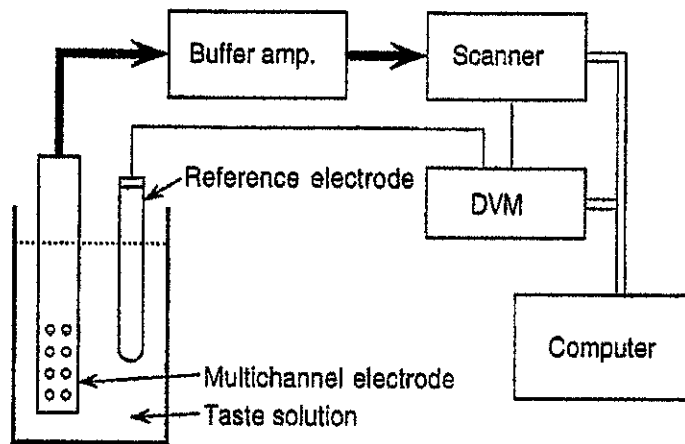 Buffer amp.
Scanner
Reference electrode
DVM
Computer
Multichannel electrode
Taste solution